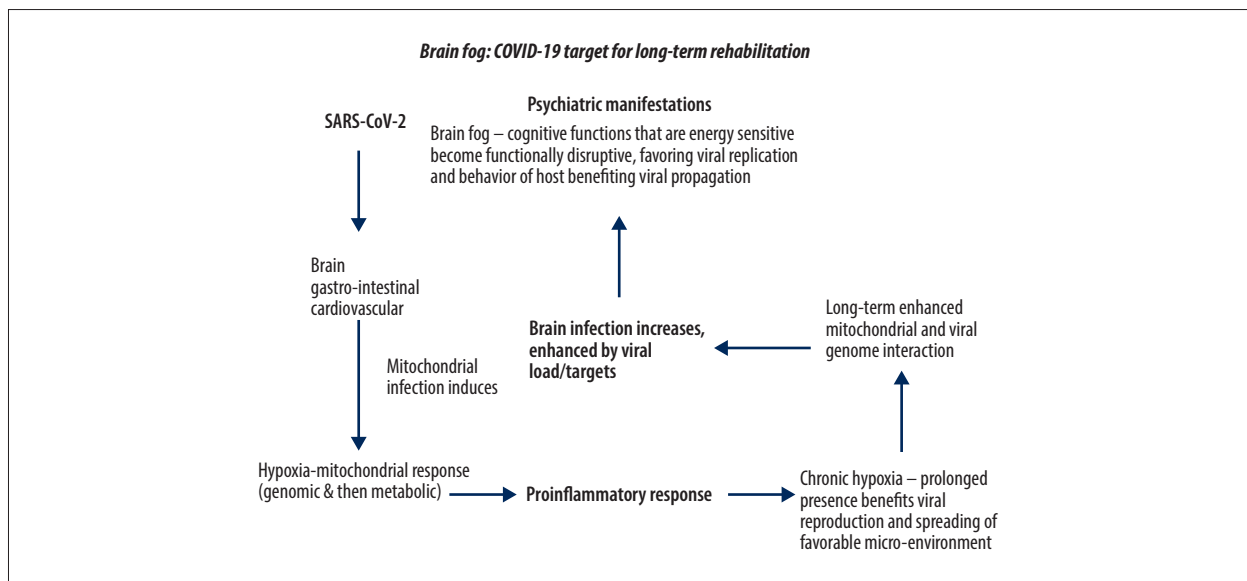 Brain fog: COVID-19 target for long-term rehabilitation
SARS-CoV-2
Psychiatric manifestations
Brain fog – cognitive functions that are energy sensitive
become functionally disruptive, favoring viral replication
and behavior of host benefiting viral propagation
Brain
gastro-intestinal
cardiovascular
Mitochondrial
infection induces
Hypoxia-mitochondrial response
(genomic & then metabolic)
Proinflammatory response
Chronic hypoxia – prolonged
presence benefits viral
reproduction and spreading of
favorable micro-environment
Long-term enhanced
mitochondrial and viral
genome interaction
Brain infection increases,
enhanced by viral
load/targets